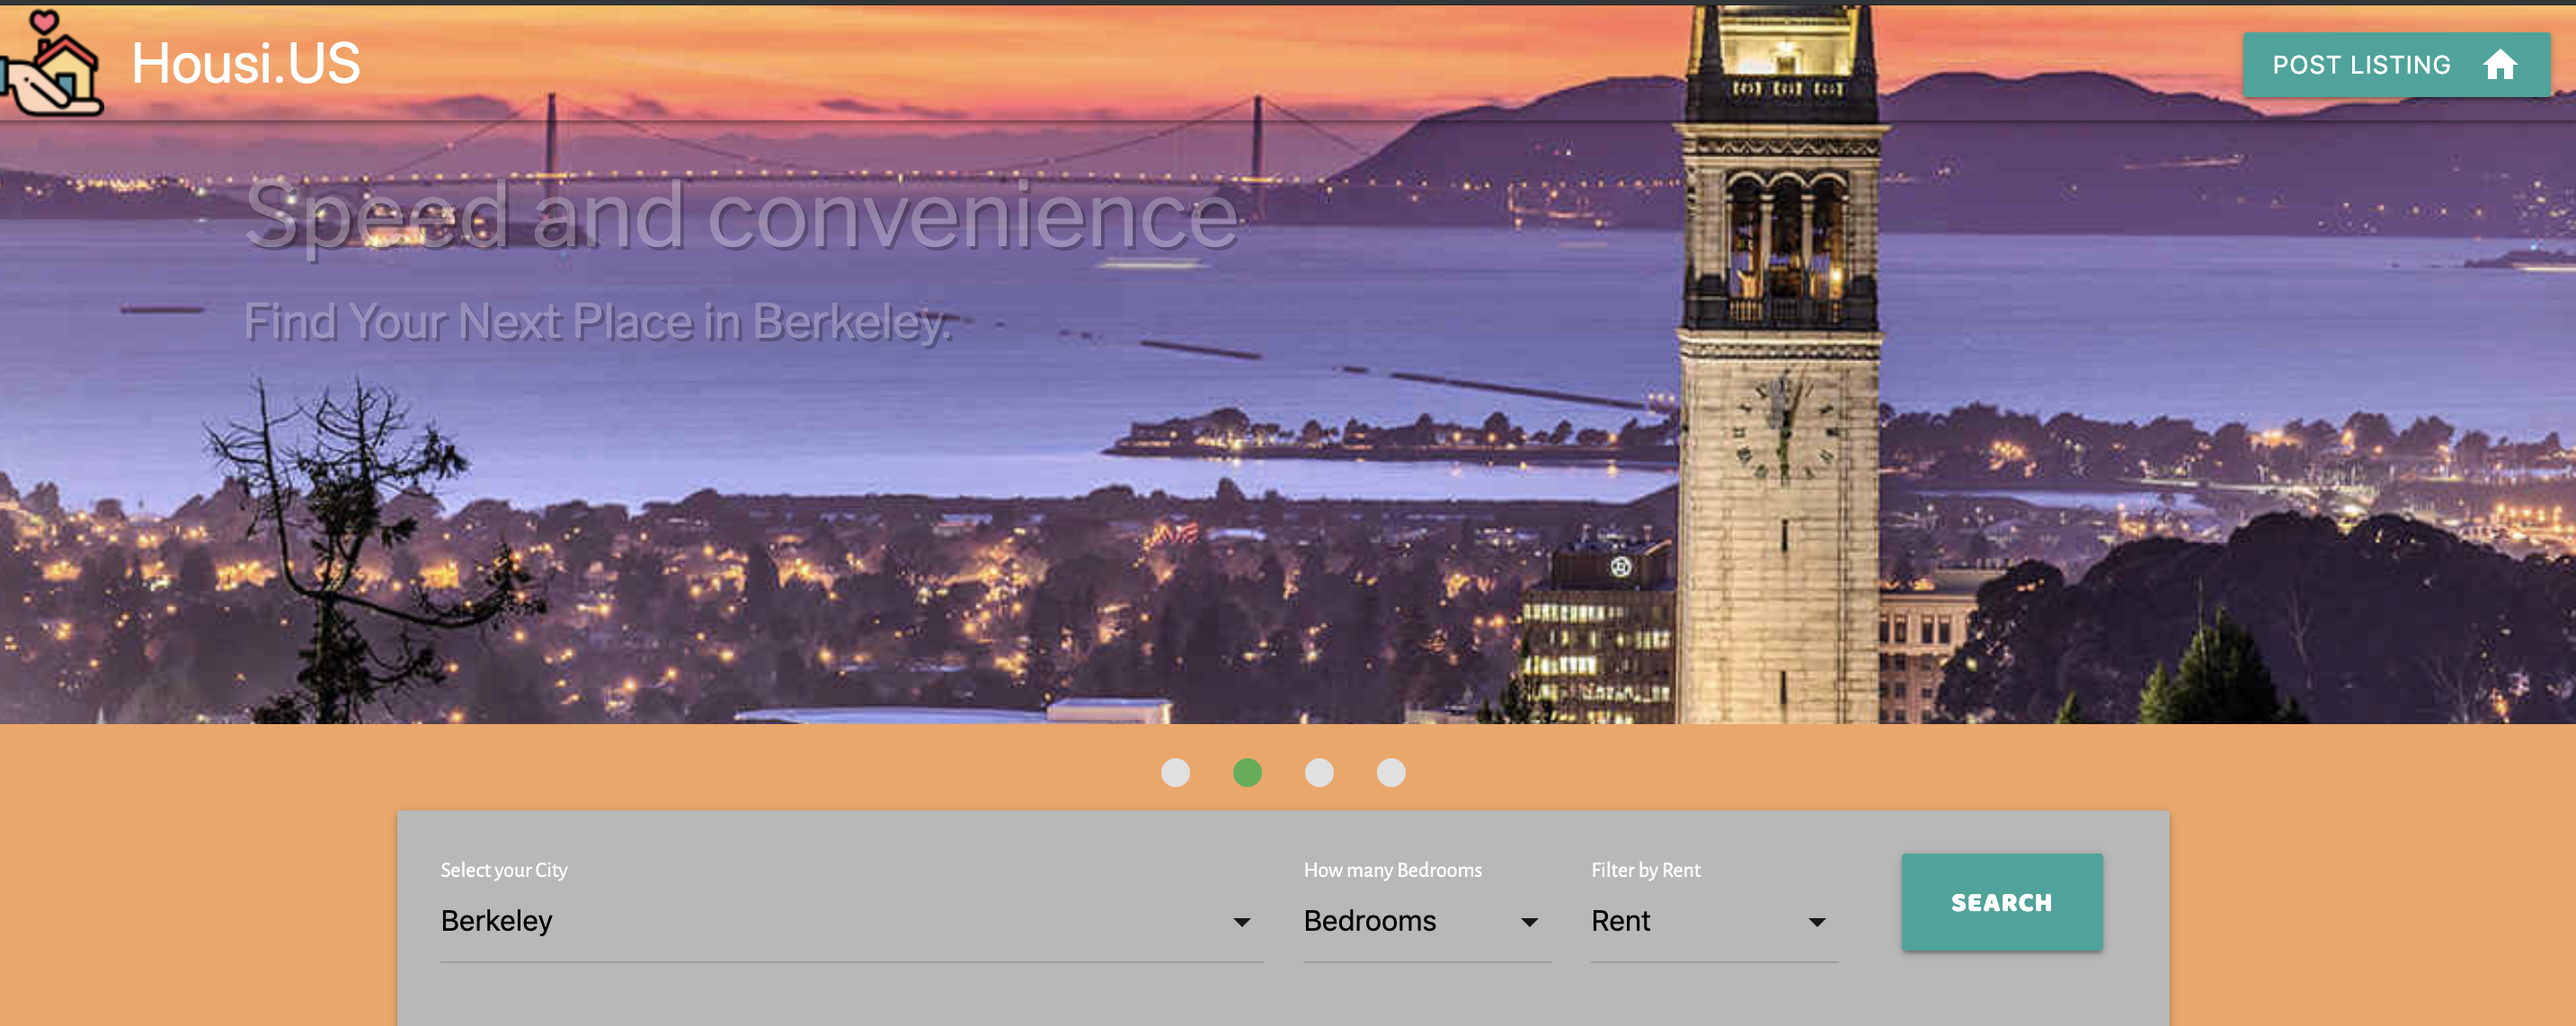 Housi.US
POST LISTING
Speed and convenience
Find Your Next Place in Berkeley.
Select your City
How many Bedrooms
Filter by Rent
Berkeley
Bedrooms
Rent
SEARCH